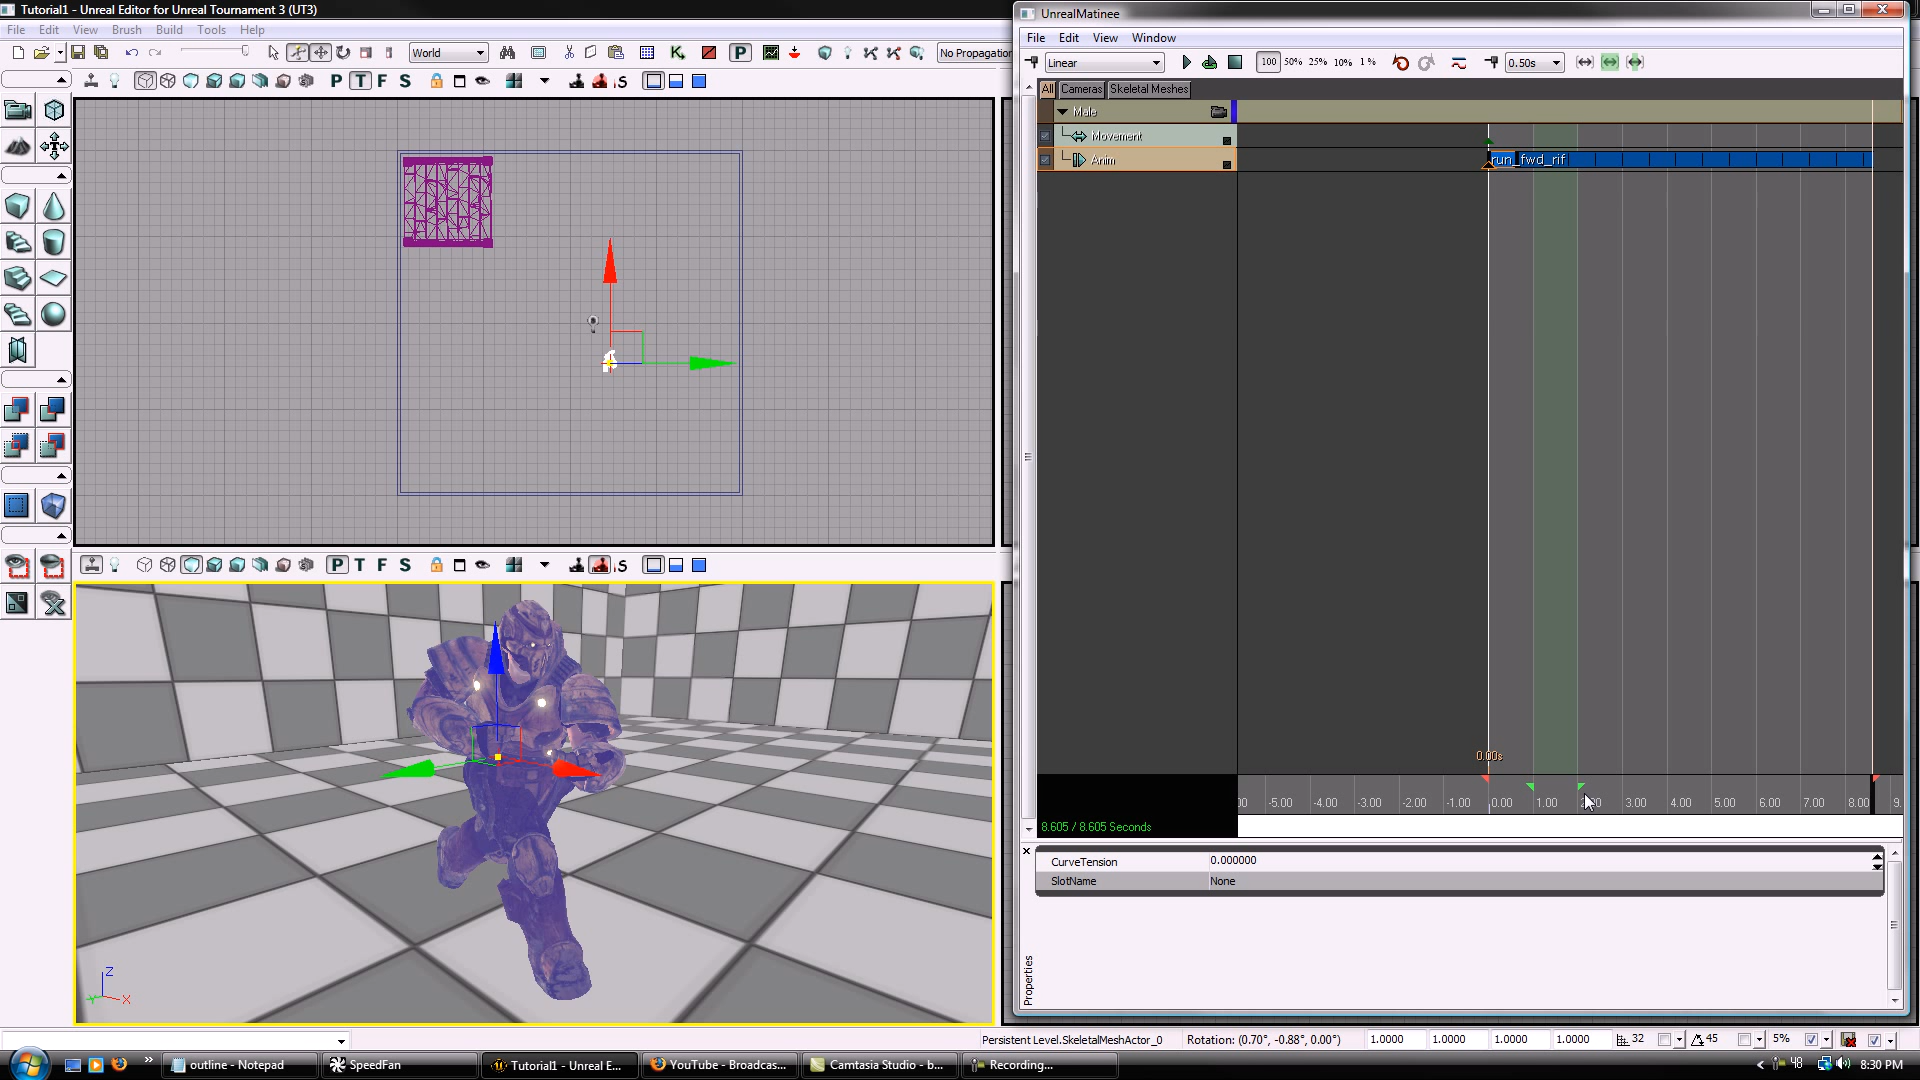 Tutorial1 - Unreal Editor for Unreal Tournament 3 (UT3)
File Edit View Brush Build Tools Help
World
No Propagation
P T F S
P T F S
Z
Y X
UnrealMatinee
File Edit View Window
Linear
100 50% 25% 10% 1%
0.50s
All Cameras Skeletal Meshes
Male
Movement
Anim
run_fwd_rif
0.00s
-5.00 -4.00 -3.00 -2.00 -1.00 0.00 1.00 3.00 4.00 5.00 6.00 7.00 8.00 9.
8.605 / 8.605 Seconds
CurveTension 0.000000
SlotName None
Properties
Persistent Level.SkeletalMeshActor_0 Rotation: (0.70°, -0.88°, 0.00°) 1.0000 1.0000 1.0000 1.0000 32 45 5%
outline - Notepad
SpeedFan
Tutorial1 - Unreal E...
YouTube - Broadcas...
Camtasia Studio - b...
Recording...
48
8:30 PM